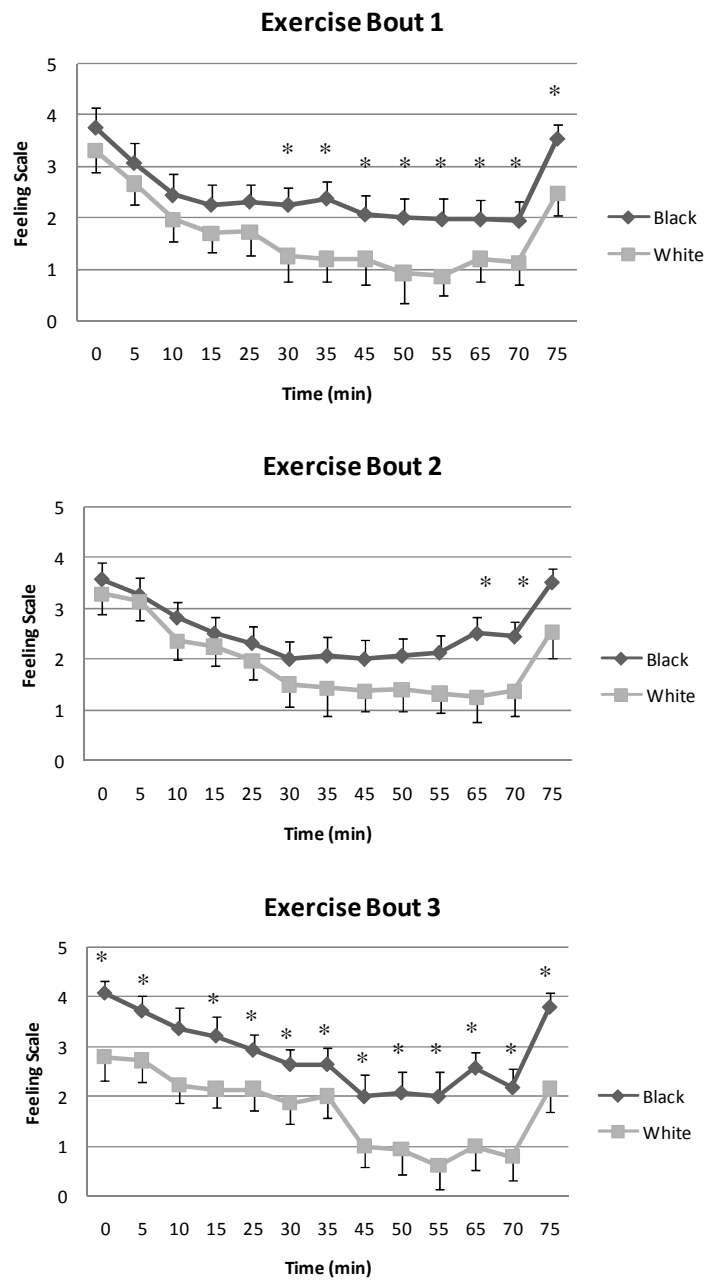 Exercise Bout 1
5
4
3
2
1
0
Feeling Scale
* * * * * * * *
Black
White
0 5 10 15 25 30 35 45 50 55 65 70 75
Time (min)
Exercise Bout 2
5
4
3
2
1
0
Feeling Scale
* *
Black
White
0 5 10 15 25 30 35 45 50 55 65 70 75
Time (min)
Exercise Bout 3
5
4
3
2
1
0
Feeling Scale
* * * * * * * * * * * *
Black
White
0 5 10 15 25 30 35 45 50 55 65 70 75
Time (min)